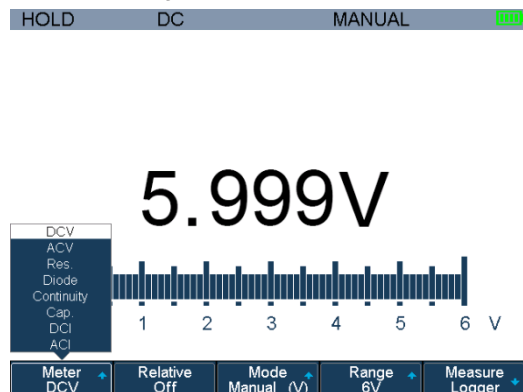 HOLD DC MANUAL
5.999V
DCV
ACV
Res.
Diode
Continuity
Cap.
DCI
ACI
1 2 3 4 5 6 V
Meter DCV
Relative Off
Mode Manual (V)
Range 6V
Measure Logger